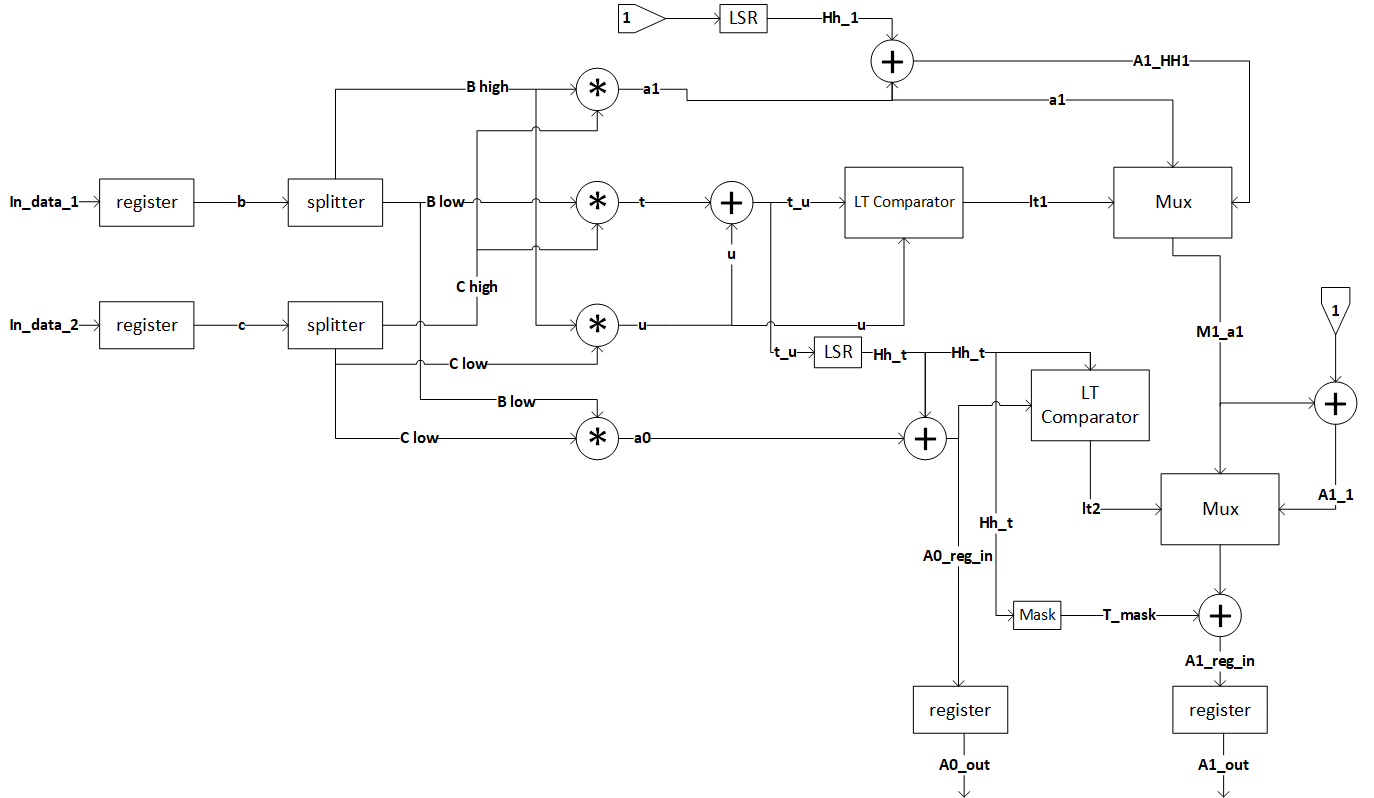 1
LSR
Hh_1
+
A1_HH1
B high
*
a1
a1
In_data_1
register
b
splitter
B low
*
t
+
t_u
LT Comparator
lt1
Mux
u
C high
In_data_2
register
c
splitter
*
u
u
t_u
LSR
Hh_t
Hh_t
M1_a1
1
C low
LT
Comparator
B low
+
C low
*
a0
+
A1_1
lt2
Mux
Hh_t
A0_reg_in
Mask
T_mask
+
A1_reg_in
register
register
A0_out
A1_out